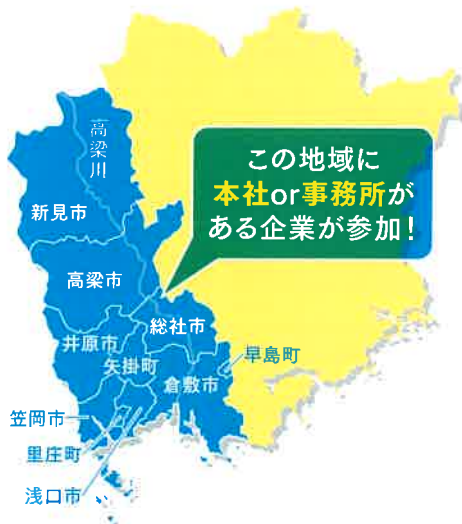 高梁川
この地域に
本社or事務所が
ある企業が参加！
新見市
高梁市
総社市
井原市
矢掛町
早島町
倉敷市
笠岡市
里庄町
浅口市